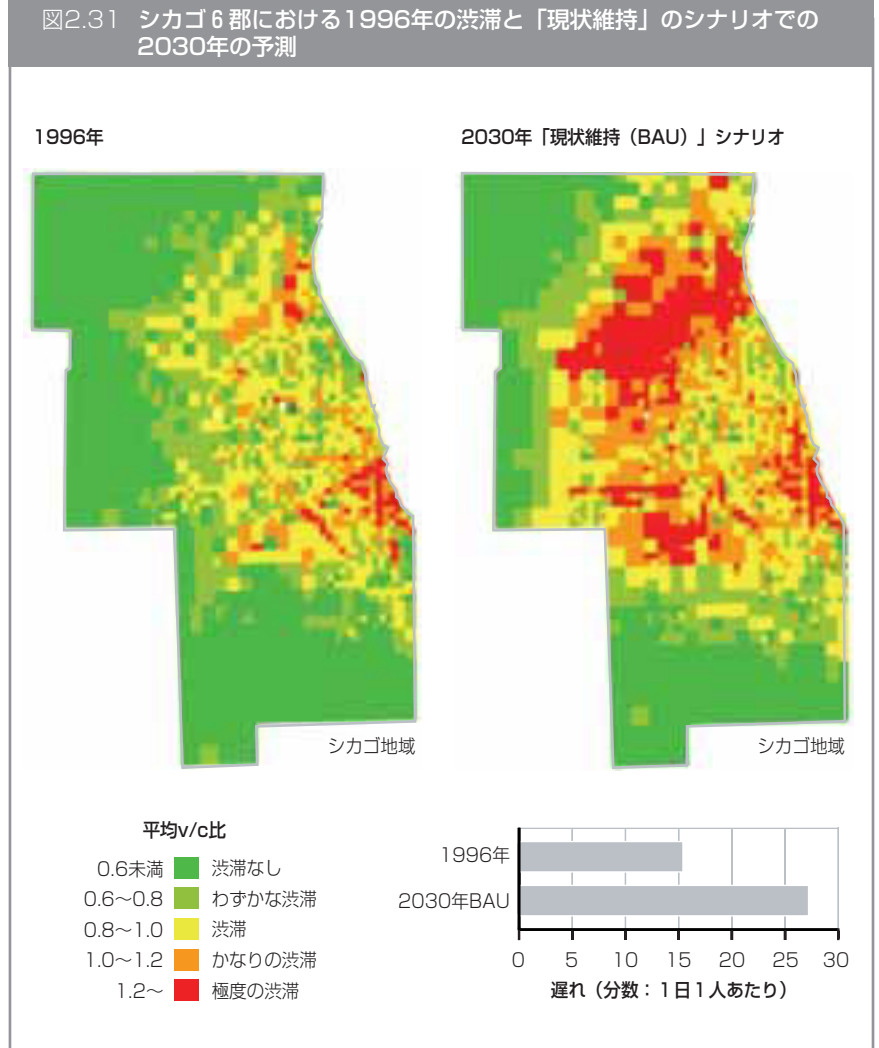 図2.31 シカゴ6郡における1996年の渋滞と「現状維持」のシナリオでの
2030年の予測
1996年
2030年「現状維持（BAU）」シナリオ
シカゴ地域
シカゴ地域
平均v/c比
0.6未満 渋滞なし
0.6～0.8 わずかな渋滞
0.8～1.0 渋滞
1.0～1.2 かなりの渋滞
1.2～ 極度の渋滞
1996年
2030年BAU
0 5 10 15 20 25 30
遅れ（分数：1日1人あたり）